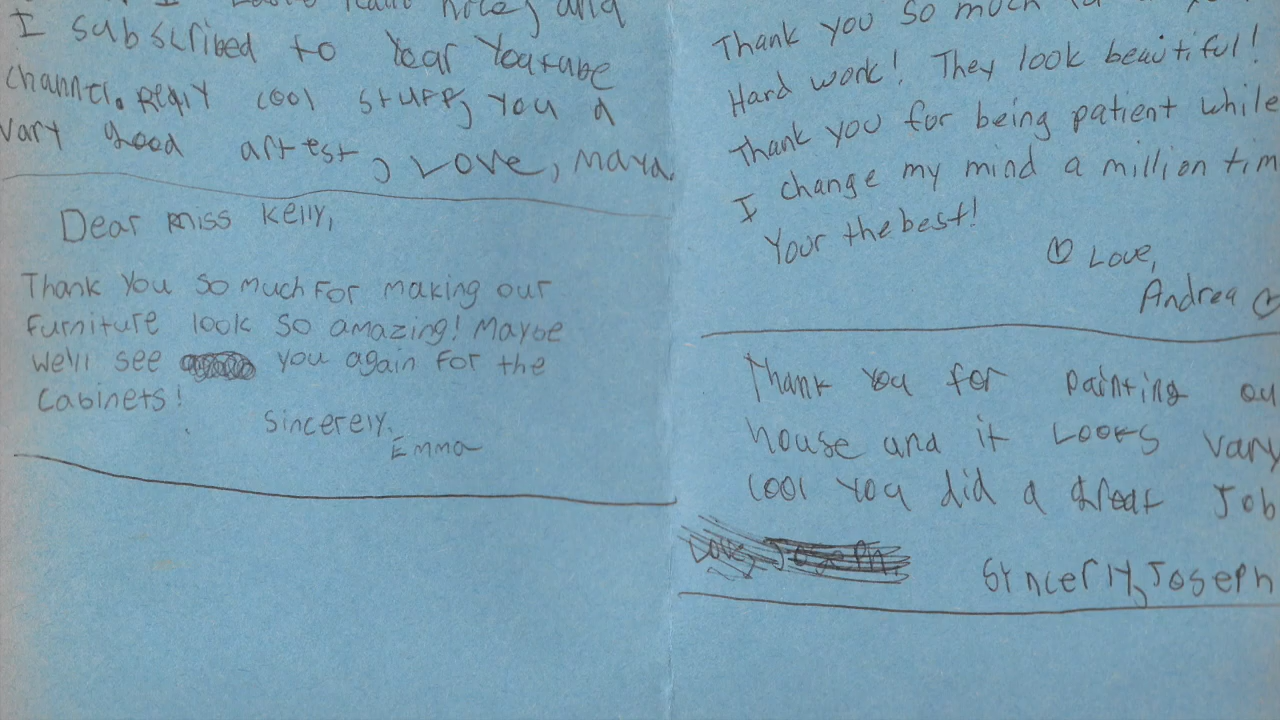 I subscribed to Year Yoatube
channel. Realy cool stuff, you a
vary good artest, Love, Maya.
Dear Miss Kelly,
Thank You so much For making our
Furniture look so amazing! Maybe
we'll see you again For the
Cabinets!
Sincerely,
Emma
Thank you so much
Hard work! They look beautiful!
Thank you for being patient while
I change my mind a million tim
Your the best!
♡ Love,
Andrea ♡
Thank You for painting ou
house and it Looks vary
cool you did a great Job
Love, Joseph.
Sincerly, Joseph